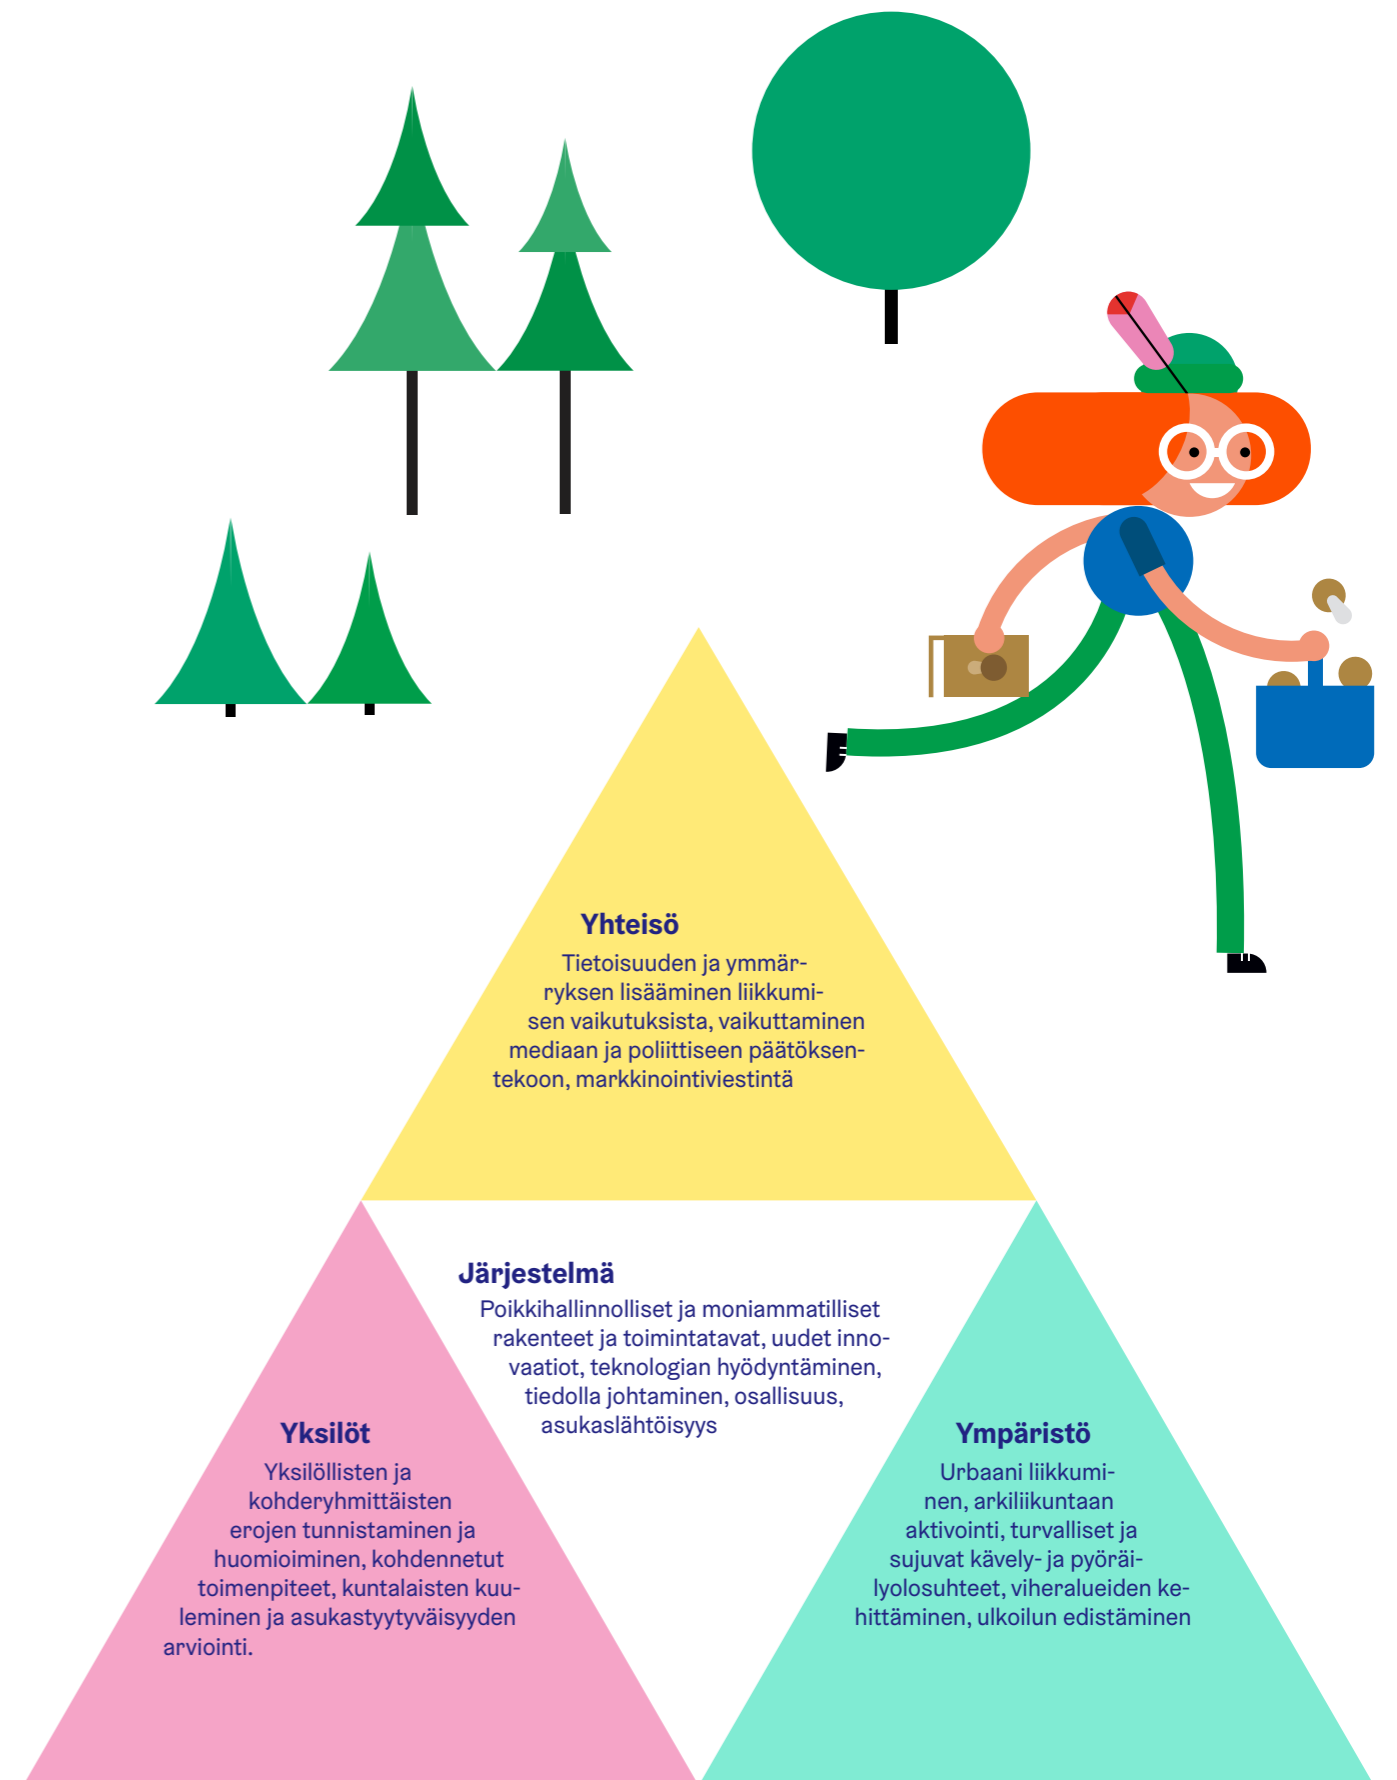 Yhteisö
Tietoisuuden ja ymmär-
ryksen lisääminen liikkumi-
sen vaikutuksista, vaikuttaminen
mediaan ja poliittiseen päätöksen-
tekoon, markkinointiviestintä
Järjestelmä
Poikkihallinnolliset ja moniammatilliset
rakenteet ja toimintatavat, uudet inno-
vaatiot, teknologian hyödyntäminen,
tiedolla johtaminen, osallisuus,
asukaslähtöisyys
Yksilöt
Yksilöllisten ja
kohderyhmittäisten
erojen tunnistaminen ja
huomioiminen, kohdennetut
toimenpiteet, kuntalaisten kuu-
leminen ja asukastyytyväisyyden
arviointi.
Ympäristö
Urbaani liikkumi-
nen, arkiliikuntaan
aktivointi, turvalliset ja
sujuvat kävely- ja pyöräi-
lyolosuhteet, viheralueiden ke-
hittäminen, ulkoilun edistäminen